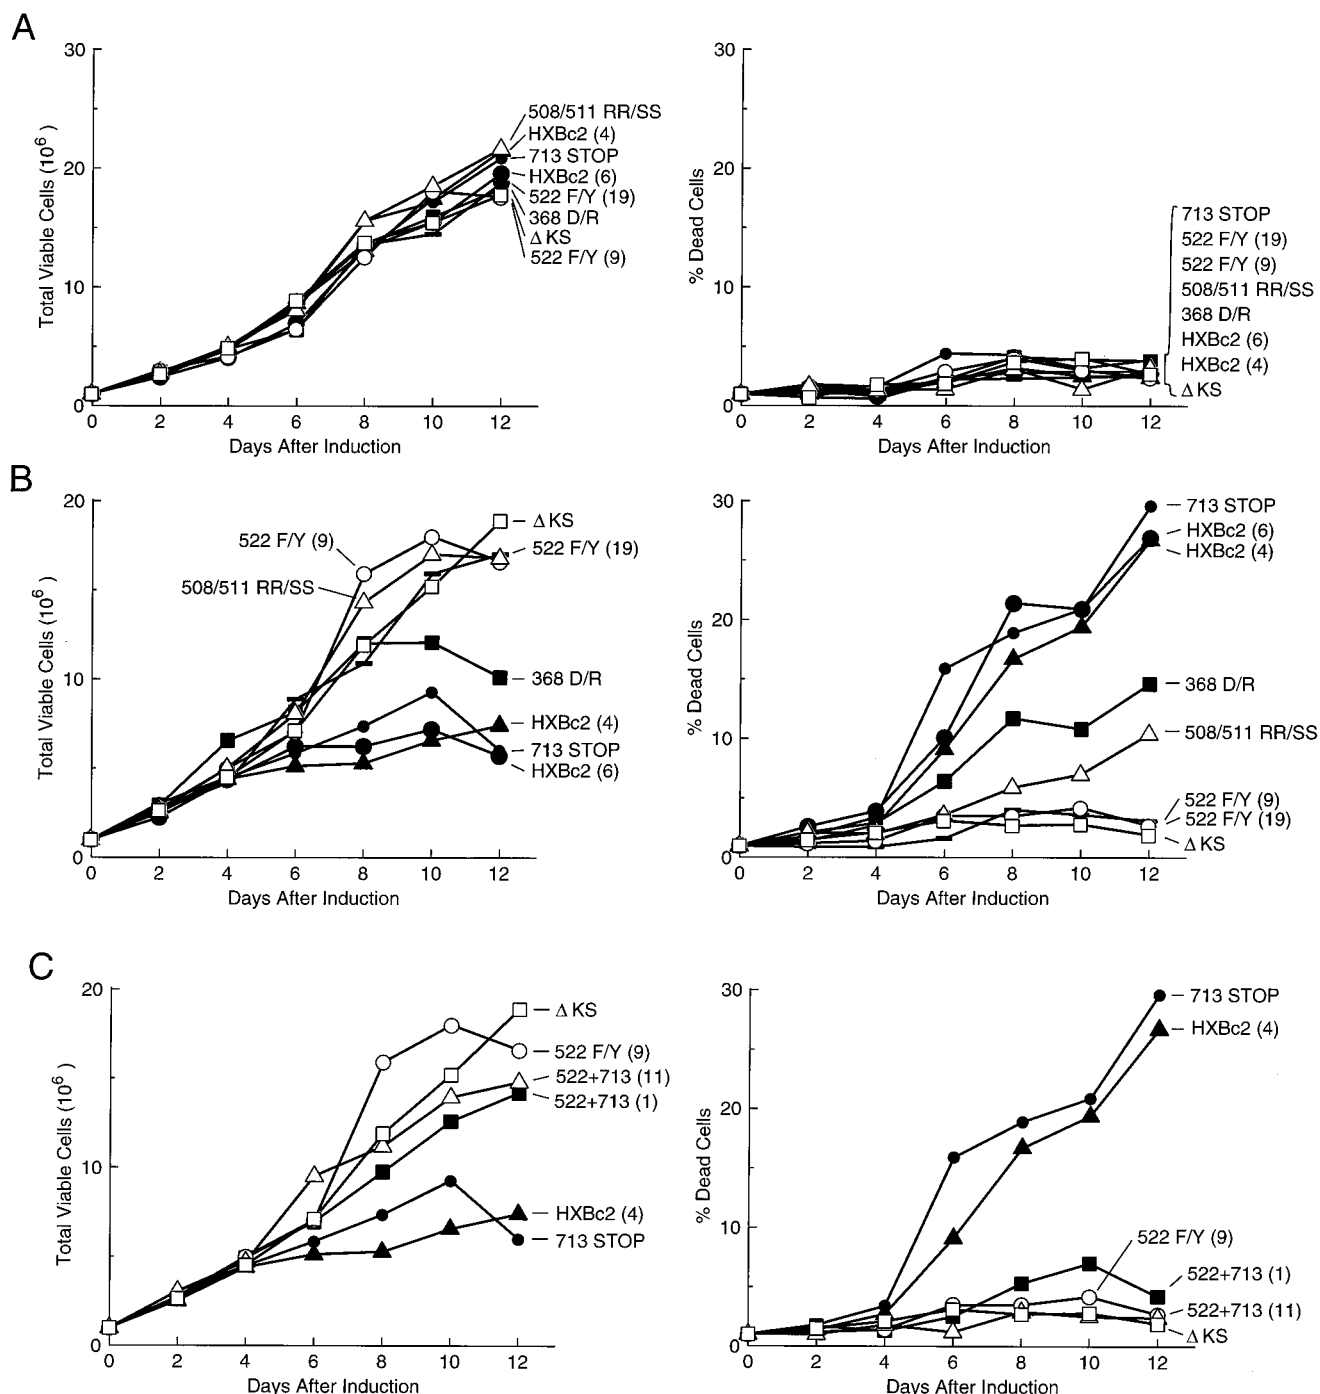 A
30
20
10
0
Total Viable Cells (10^6)
0 2 4 6 8 10 12
Days After Induction
508/511 RR/SS
HXBc2 (4)
713 STOP
HXBc2 (6)
522 F/Y (19)
368 D/R
Δ KS
522 F/Y (9)
30
20
10
0
% Dead Cells
0 2 4 6 8 10 12
Days After Induction
713 STOP
522 F/Y (19)
522 F/Y (9)
508/511 RR/SS
368 D/R
HXBc2 (6)
HXBc2 (4)
Δ KS
B
20
10
0
Total Viable Cells (10^6)
0 2 4 6 8 10 12
Days After Induction
Δ KS
522 F/Y (9)
522 F/Y (19)
508/511 RR/SS
368 D/R
HXBc2 (4)
713 STOP
HXBc2 (6)
30
20
10
0
% Dead Cells
0 2 4 6 8 10 12
Days After Induction
713 STOP
HXBc2 (6)
HXBc2 (4)
368 D/R
508/511 RR/SS
522 F/Y (9)
522 F/Y (19)
Δ KS
C
20
10
0
Total Viable Cells (10^6)
0 2 4 6 8 10 12
Days After Induction
Δ KS
522 F/Y (9)
522+713 (11)
522+713 (1)
HXBc2 (4)
713 STOP
30
20
10
0
% Dead Cells
0 2 4 6 8 10 12
Days After Induction
713 STOP
HXBc2 (4)
522 F/Y (9)
522+713 (1)
522+713 (11)
Δ KS